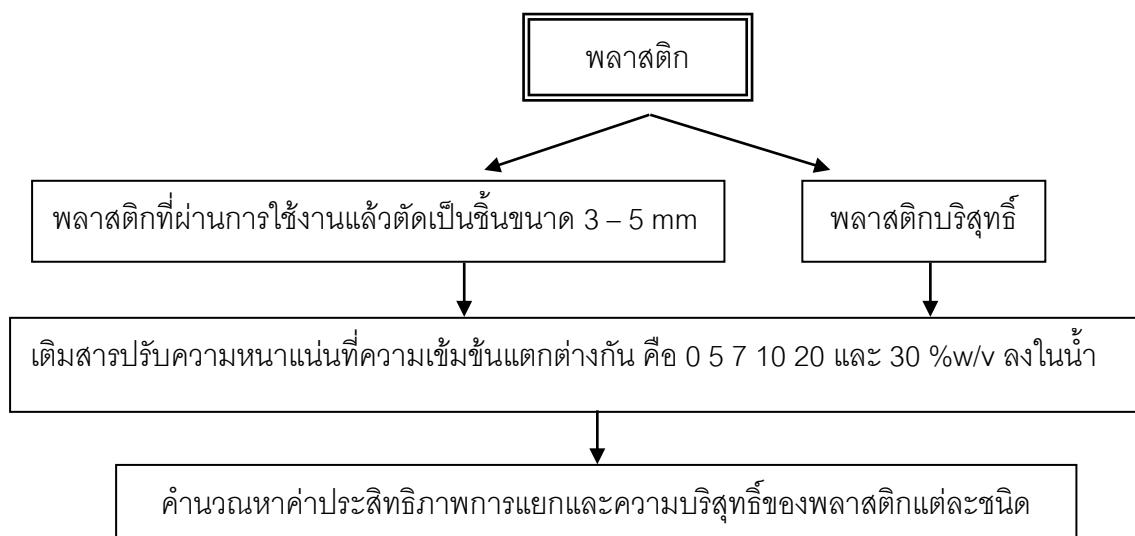 พลาสติก
พลาสติกที่ผ่านการใช้งานแล้วตัดเป็นชิ้นขนาด 3 – 5 mm
พลาสติกบริสุทธิ์
เติมสารปรับความหนาแน่นที่ความเข้มข้นแตกต่างกัน คือ 0 5 7 10 20 และ 30 %w/v ลงในน้ำ
คำนวณหาค่าประสิทธิภาพการแยกและความบริสุทธิ์ของพลาสติกแต่ละชนิด